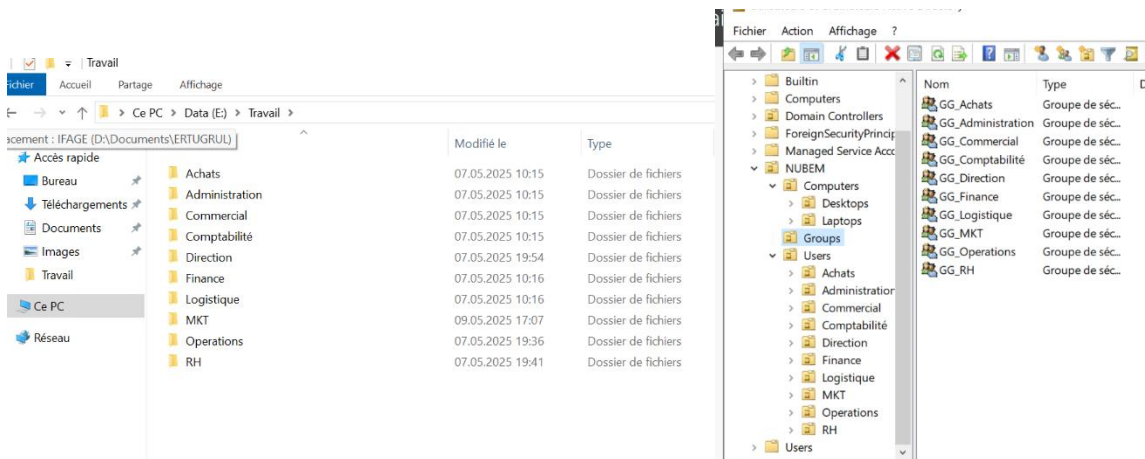 Travail
Fichier Accueil Partage Affichage
Ce PC > Data (E:) > Travail >
acement : IFAGE (D:\Documents\ERTUGRUL)
Modifié le Type
Accès rapide
Bureau
Téléchargements
Documents
Images
Travail
Ce PC
Réseau
Achats 07.05.2025 10:15 Dossier de fichiers
Administration 07.05.2025 10:15 Dossier de fichiers
Commercial 07.05.2025 10:15 Dossier de fichiers
Comptabilité 07.05.2025 10:15 Dossier de fichiers
Direction 07.05.2025 19:54 Dossier de fichiers
Finance 07.05.2025 10:16 Dossier de fichiers
Logistique 07.05.2025 10:16 Dossier de fichiers
MKT 09.05.2025 17:07 Dossier de fichiers
Operations 07.05.2025 19:36 Dossier de fichiers
RH 07.05.2025 19:41 Dossier de fichiers
Fichier Action Affichage ?
Builtin
Computers
Domain Controllers
ForeignSecurityPrincip
Managed Service Acco
NUBEM
Computers
Desktops
Laptops
Groups
Users
Achats
Administration
Commercial
Comptabilité
Direction
Finance
Logistique
MKT
Operations
RH
Users
Nom Type D
GG_Achats Groupe de séc...
GG_Administration Groupe de séc...
GG_Commercial Groupe de séc...
GG_Comptabilité Groupe de séc...
GG_Direction Groupe de séc...
GG_Finance Groupe de séc...
GG_Logistique Groupe de séc...
GG_MKT Groupe de séc...
GG_Operations Groupe de séc...
GG_RH Groupe de séc...